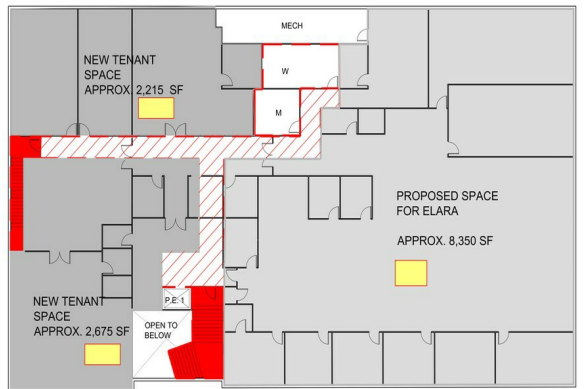 MECH
NEW TENANT
SPACE
APPROX. 2,215 SF
W
M
PROPOSED SPACE
FOR ELARA
APPROX. 8,350 SF
NEW TENANT
SPACE
APPROX. 2,675 SF
P.E. 1
OPEN TO
BELOW